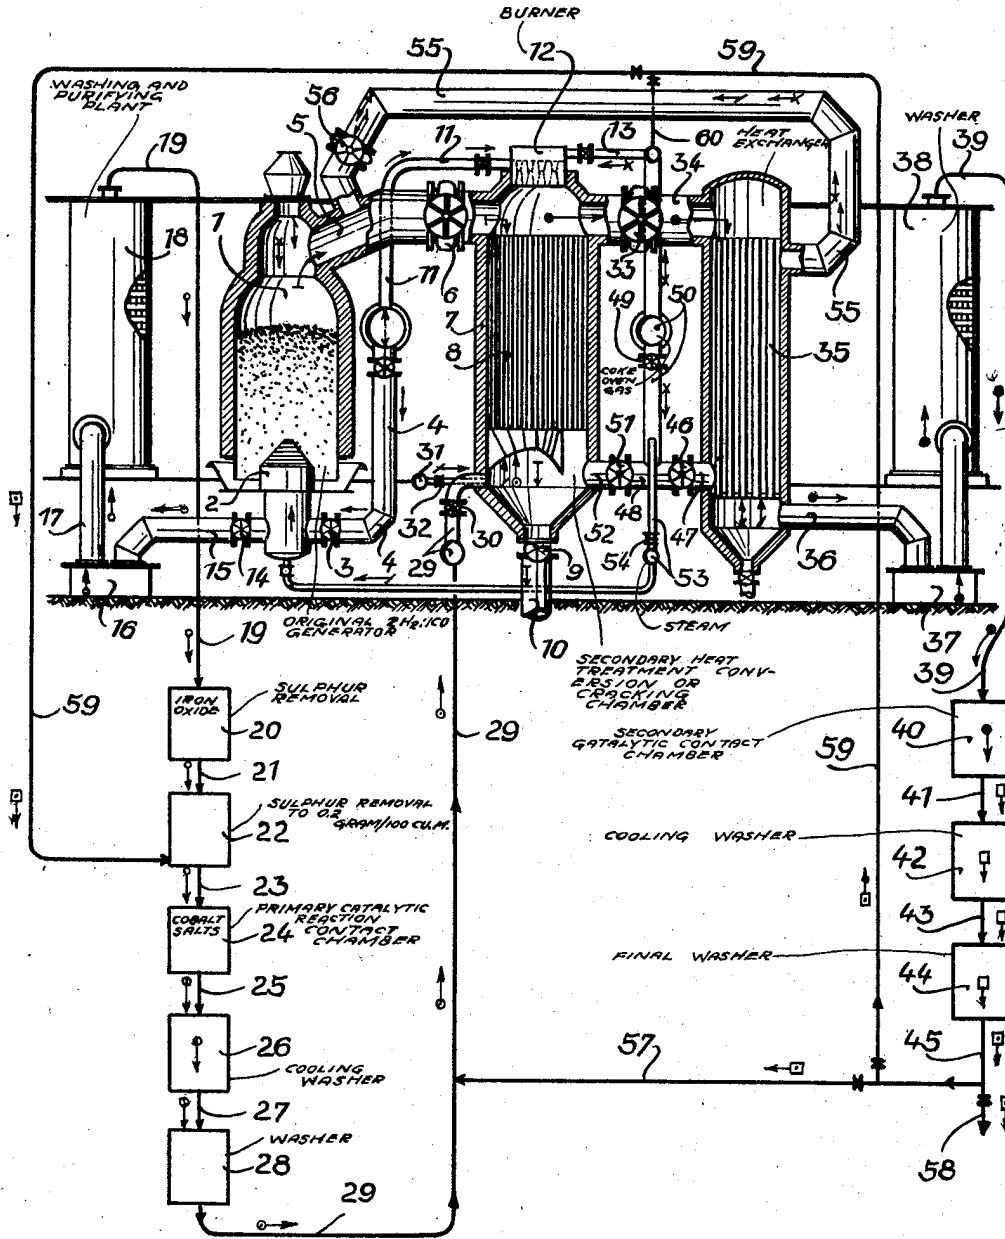 BURNER
55
12
59
WASHING AND
PURIFYING
PLANT
19
56
5
11
13
60
HEAT
EXCHANGER
WASHER
38
39
34
18
1
11
6
33
7
49
50
55
8
COKE
OVEN
GAS
35
4
31
51
46
2
32
52
48
47
17
15
14
3
4
29
30
9
54
53
36
16
19
ORIGINAL 2H2:1CO
GENERATOR
10
STEAM
37
SECONDARY HEAT
TREATMENT CONV-
ERSION OR
CRACKING
CHAMBER
39
59
IRON
OXIDE
20
SULPHUR
REMOVAL
29
SECONDARY
CATALYTIC CONTACT
CHAMBER
40
59
21
41
22
SULPHUR REMOVAL
TO 0.2
GRAM/100 CU.M.
COOLING WASHER
42
23
43
COBALT
SALTS
24
PRIMARY CATALYTIC
REACTION
CONTACT
CHAMBER
FINAL WASHER
44
25
45
26
COOLING
WASHER
57
27
58
WASHER
28
29